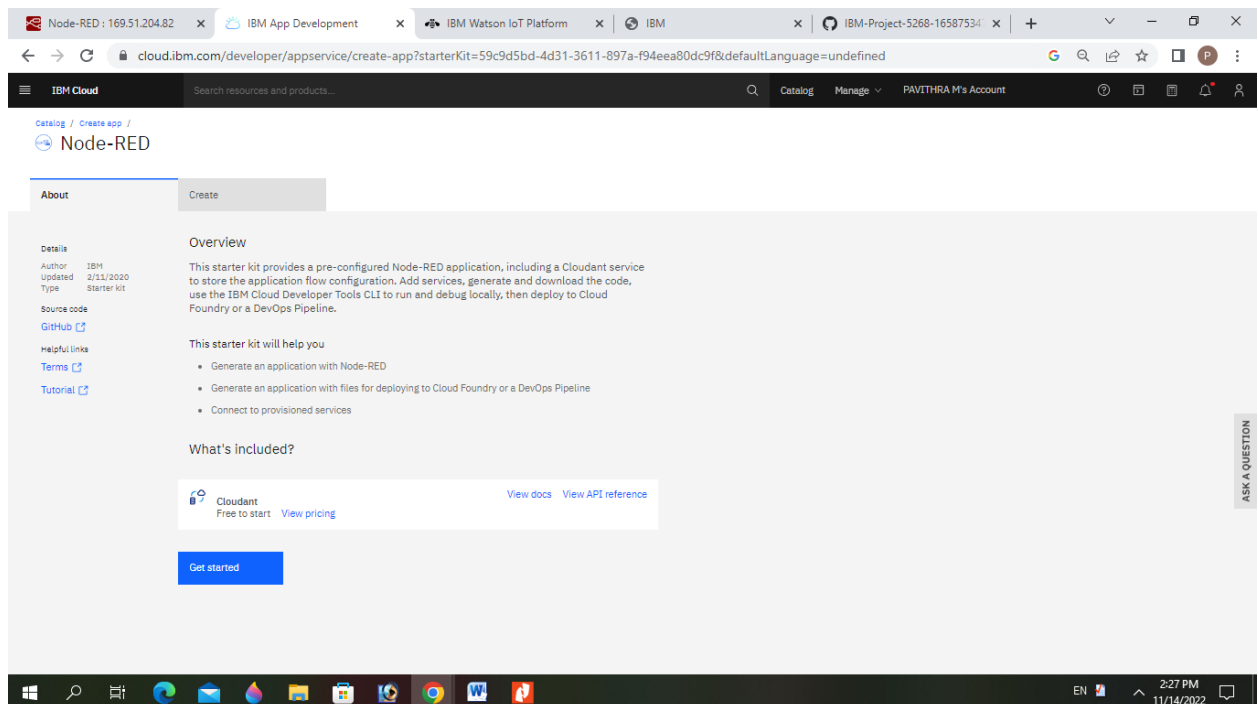 Node-RED : 169.51.204.82
IBM App Development
IBM Watson IoT Platform
IBM
IBM-Project-5268-16587534
cloud.ibm.com/developer/appservice/create-app?starterKit=59c9d5bd-4d31-3611-897a-f94eea80dc9f&defaultLanguage=undefined
G
P
IBM Cloud
Search resources and products...
Catalog
Manage
PAVITHRA M's Account
Catalog / Create app /
Node-RED
About
Create
Details
Author IBM
Updated 2/11/2020
Type Starter kit
Source code
GitHub
Helpful links
Terms
Tutorial
Overview
This starter kit provides a pre-configured Node-RED application, including a Cloudant service
to store the application flow configuration. Add services, generate and download the code,
use the IBM Cloud Developer Tools CLI to run and debug locally, then deploy to Cloud
Foundry or a DevOps Pipeline.
This starter kit will help you
• Generate an application with Node-RED
• Generate an application with files for deploying to Cloud Foundry or a DevOps Pipeline
• Connect to provisioned services
What's included?
Cloudant
Free to start View pricing
View docs View API reference
Get started
ASK A QUESTION
EN
2:27 PM
11/14/2022